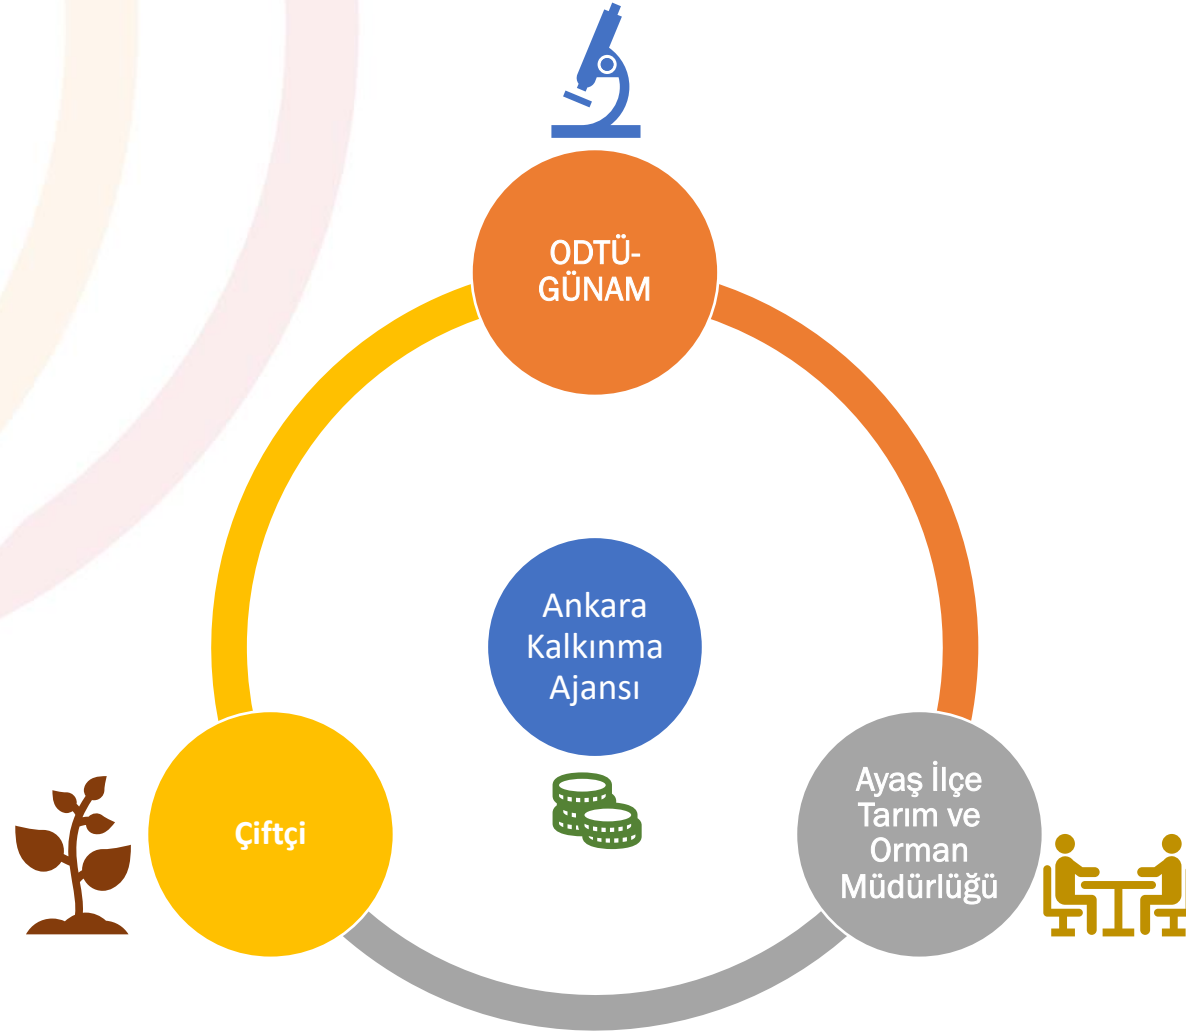 ODTÜ-
GÜNAM
Ankara
Kalkınma
Ajansı
Çiftçi
Ayaş İlçe
Tarım ve
Orman
Müdürlüğü